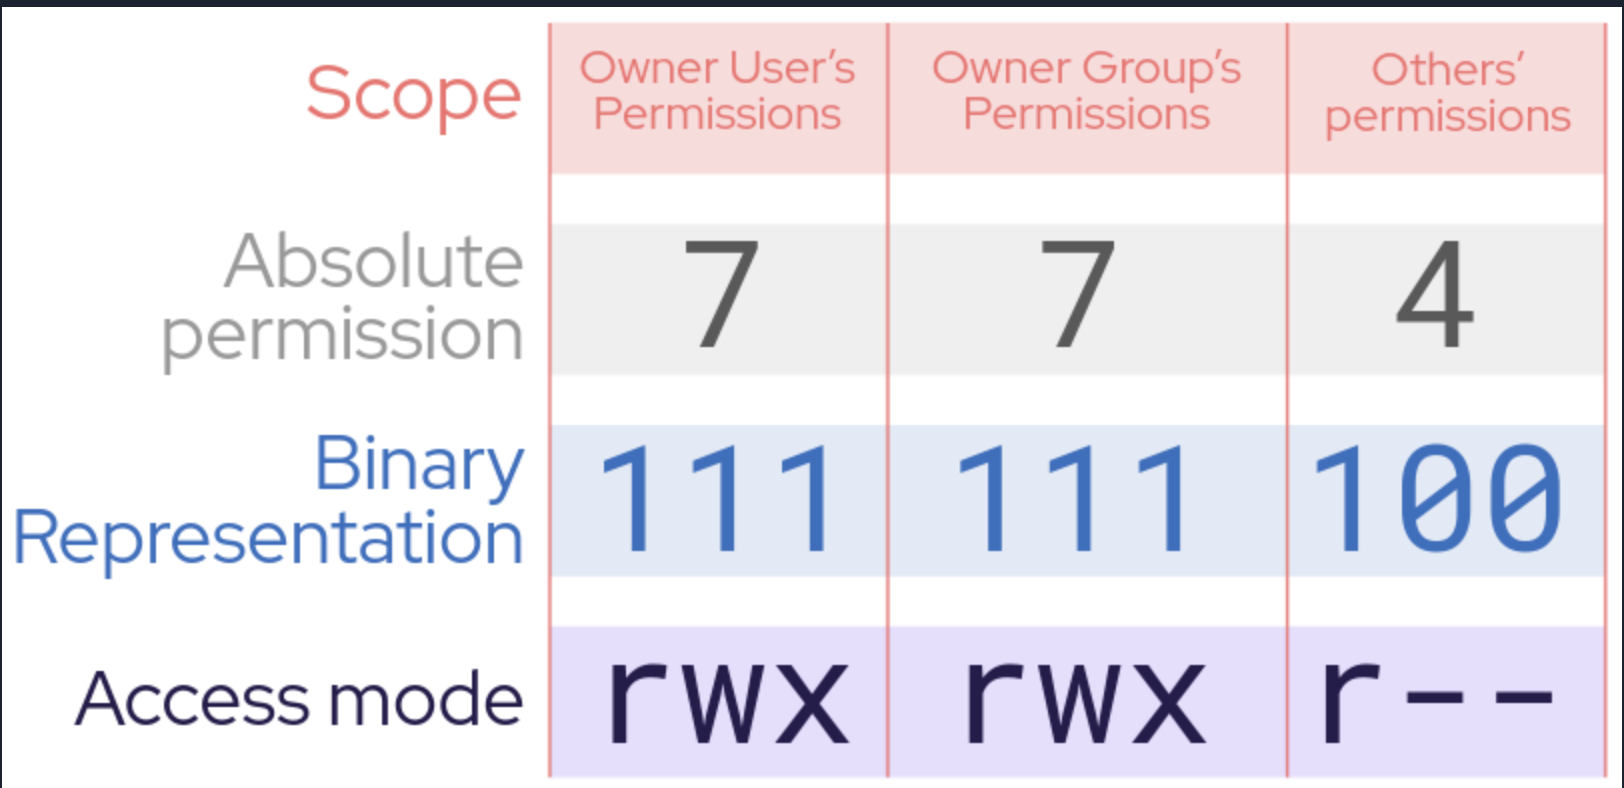 Scope
Owner User’s
Permissions
Owner Group’s
Permissions
Others’
permissions
Absolute
permission
7
7
4
Binary
Representation
111
111
100
Access mode
rwx
rwx
r--